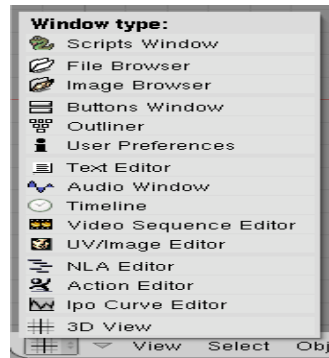 Window type:
Scripts Window
File Browser
Image Browser
Buttons Window
Outliner
User Preferences
Text Editor
Audio Window
Timeline
Video Sequence Editor
UV/Image Editor
NLA Editor
Action Editor
Ipo Curve Editor
3D View
View Select Obj